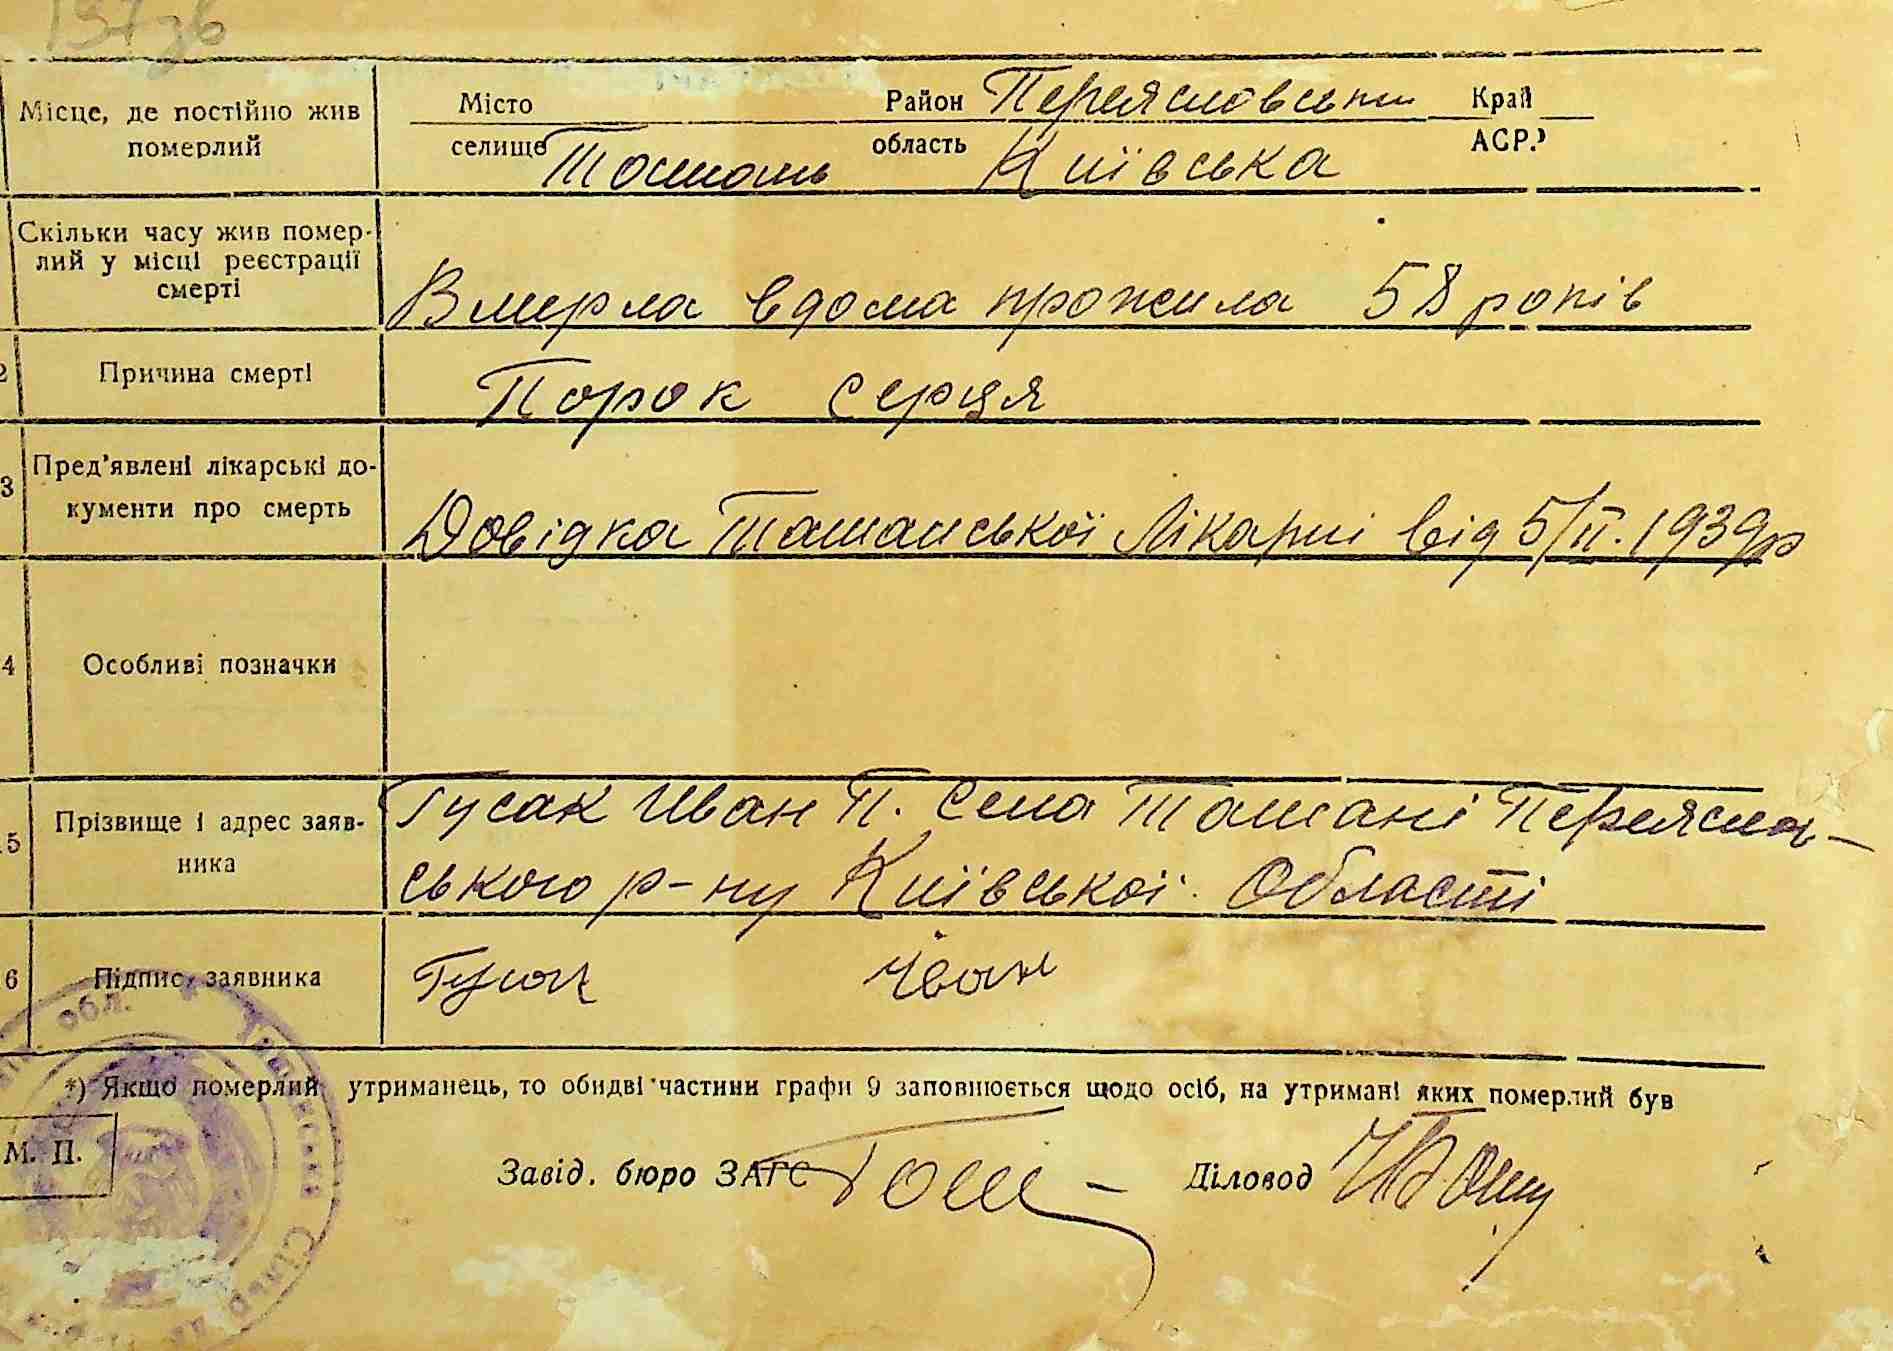 137 зв
Місце, де постійно жив
померлий
Місто
Район Переясловськи
Край
селище Ташань
область Київська
АСР.
Скільки часу жив помер-
лий у місці реєстрації
смерті
Вмерла вдома прожила 58 років
2
Причина смерті
Порок серця
3
Пред'явлені лікарські до-
кументи про смерть
Довідка Ташанської Лікарні від 5/II. 1939 р
4
Особливі позначки
5
Прізвище і адрес заяв-
ника
Гусак Иван П. Села Ташані Переяслав-
ського р-ну Київської Області
6
Підпис заявника
Гусак Іван
*) Якщо померлий утриманець, то обидві частини графи 9 заповнюється щодо осіб, на утримані яких померлий був
М. П.
Завід. бюро ЗАГС
Діловод
обл.